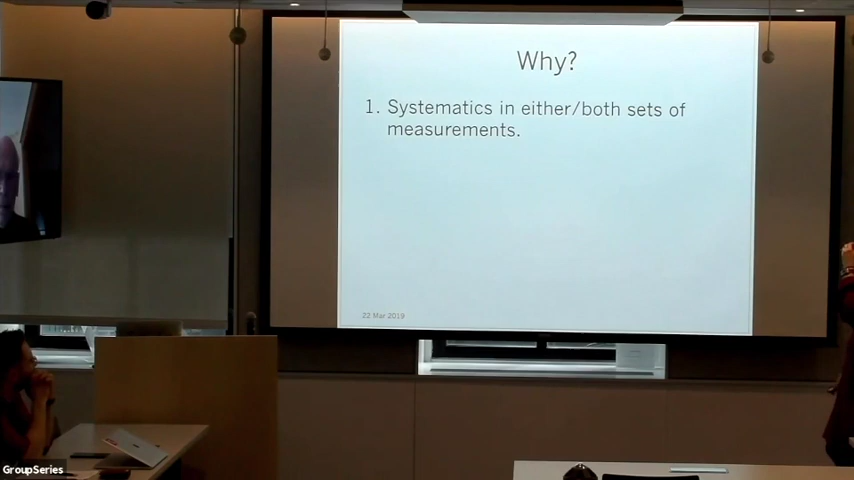 Why?
1. Systematics in either/both sets of
measurements.
22 Mar 2019
GroupSeries